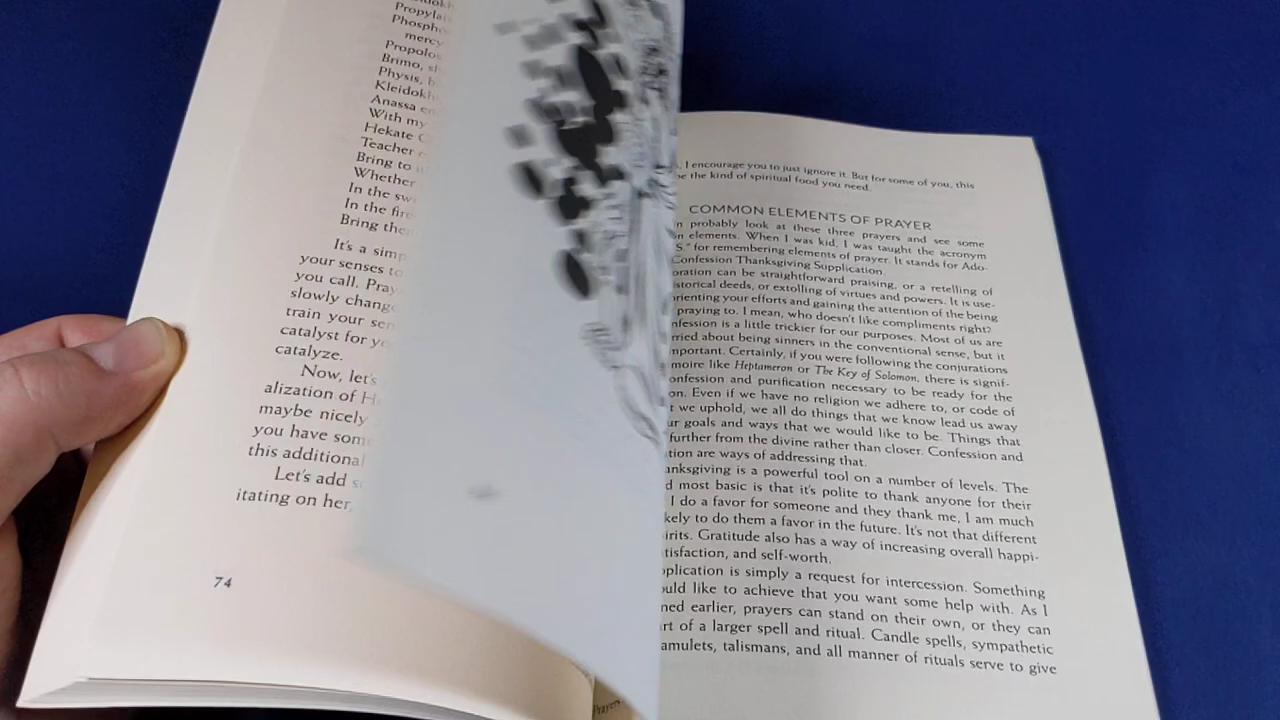 Propylai
Phospho
mercy
Propolos
Brimo,
Physis,
Kleidokh
Anassa
With my
Hekate
Teacher
Bring to
Whether
In the
In the
Bring
It's a
your senses to
you call.
slowly
train your
catalyst for
catalyze.
Now, let's
alization of
maybe nicely
you have
this additional
Let's add
itating on her,
74
I encourage you to just ignore it. But for some of you, this
the kind of spiritual food you need.
COMMON ELEMENTS OF PRAYER
probably look at these three prayers and see some
elements. When I was kid, I was taught the acronym
S." for remembering elements of prayer. It stands for Ado-
Confession Thanksgiving Supplication.
oration can be straightforward praising, or a retelling of
storical deeds, or extolling of virtues and powers. It is use-
rienting your efforts and gaining the attention of the being
praying to. I mean, who doesn't like compliments right?
nfession is a little trickier for our purposes. Most of us are
rried about being sinners in the conventional sense, but it
mportant. Certainly, if you were following the conjurations
moire like Heptameron or The Key of Solomon, there is signif-
onfession and purification necessary to be ready for the
on. Even if we have no religion we adhere to, or code of
t we uphold, we all do things that we know lead us away
ur goals and ways that we would like to be. Things that
further from the divine rather than closer. Confession and
tion are ways of addressing that.
anksgiving is a powerful tool on a number of levels. The
d most basic is that it's polite to thank anyone for their
I do a favor for someone and they thank me, I am much
kely to do them a favor in the future. It's not that different
irits. Gratitude also has a way of increasing overall happi-
tisfaction, and self-worth.
pplication is simply a request for intercession. Something
ould like to achieve that you want some help with. As I
ned earlier, prayers can stand on their own, or they can
rt of a larger spell and ritual. Candle spells, sympathetic
amulets, talismans, and all manner of rituals serve to give